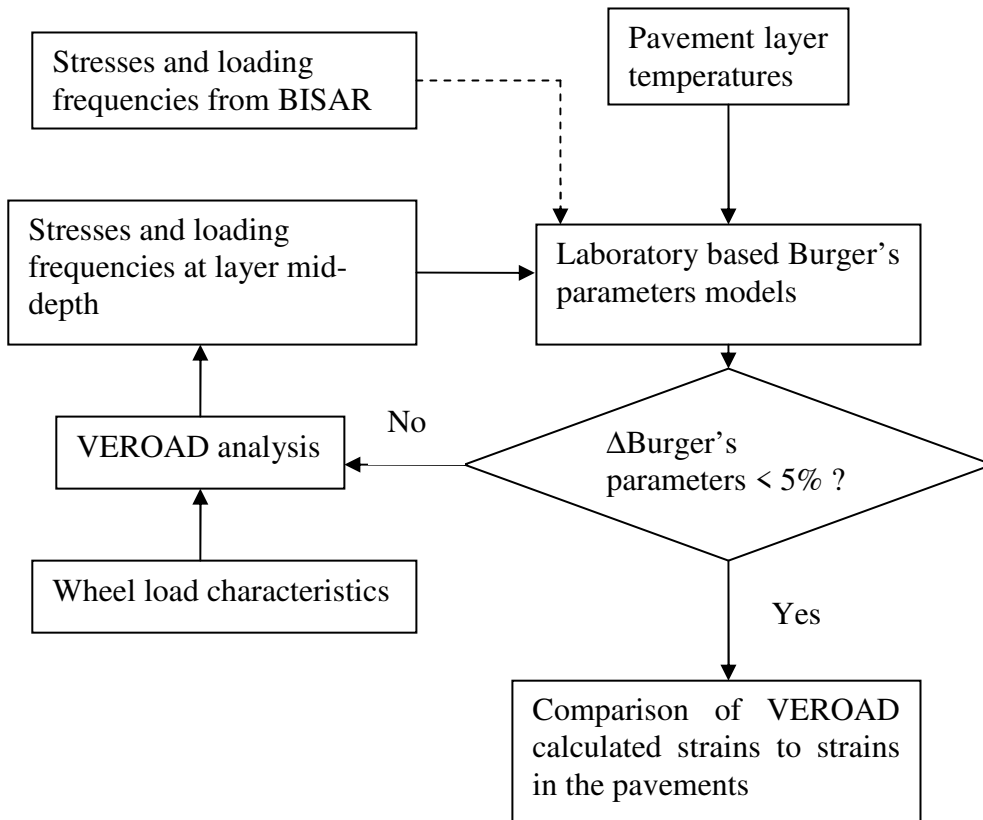 Stresses and loading
frequencies from BISAR
Pavement layer
temperatures
Stresses and loading
frequencies at layer mid-
depth
Laboratory based Burger’s
parameters models
VEROAD analysis
No
ΔBurger’s
parameters < 5% ?
Wheel load characteristics
Yes
Comparison of VEROAD
calculated strains to strains
in the pavements